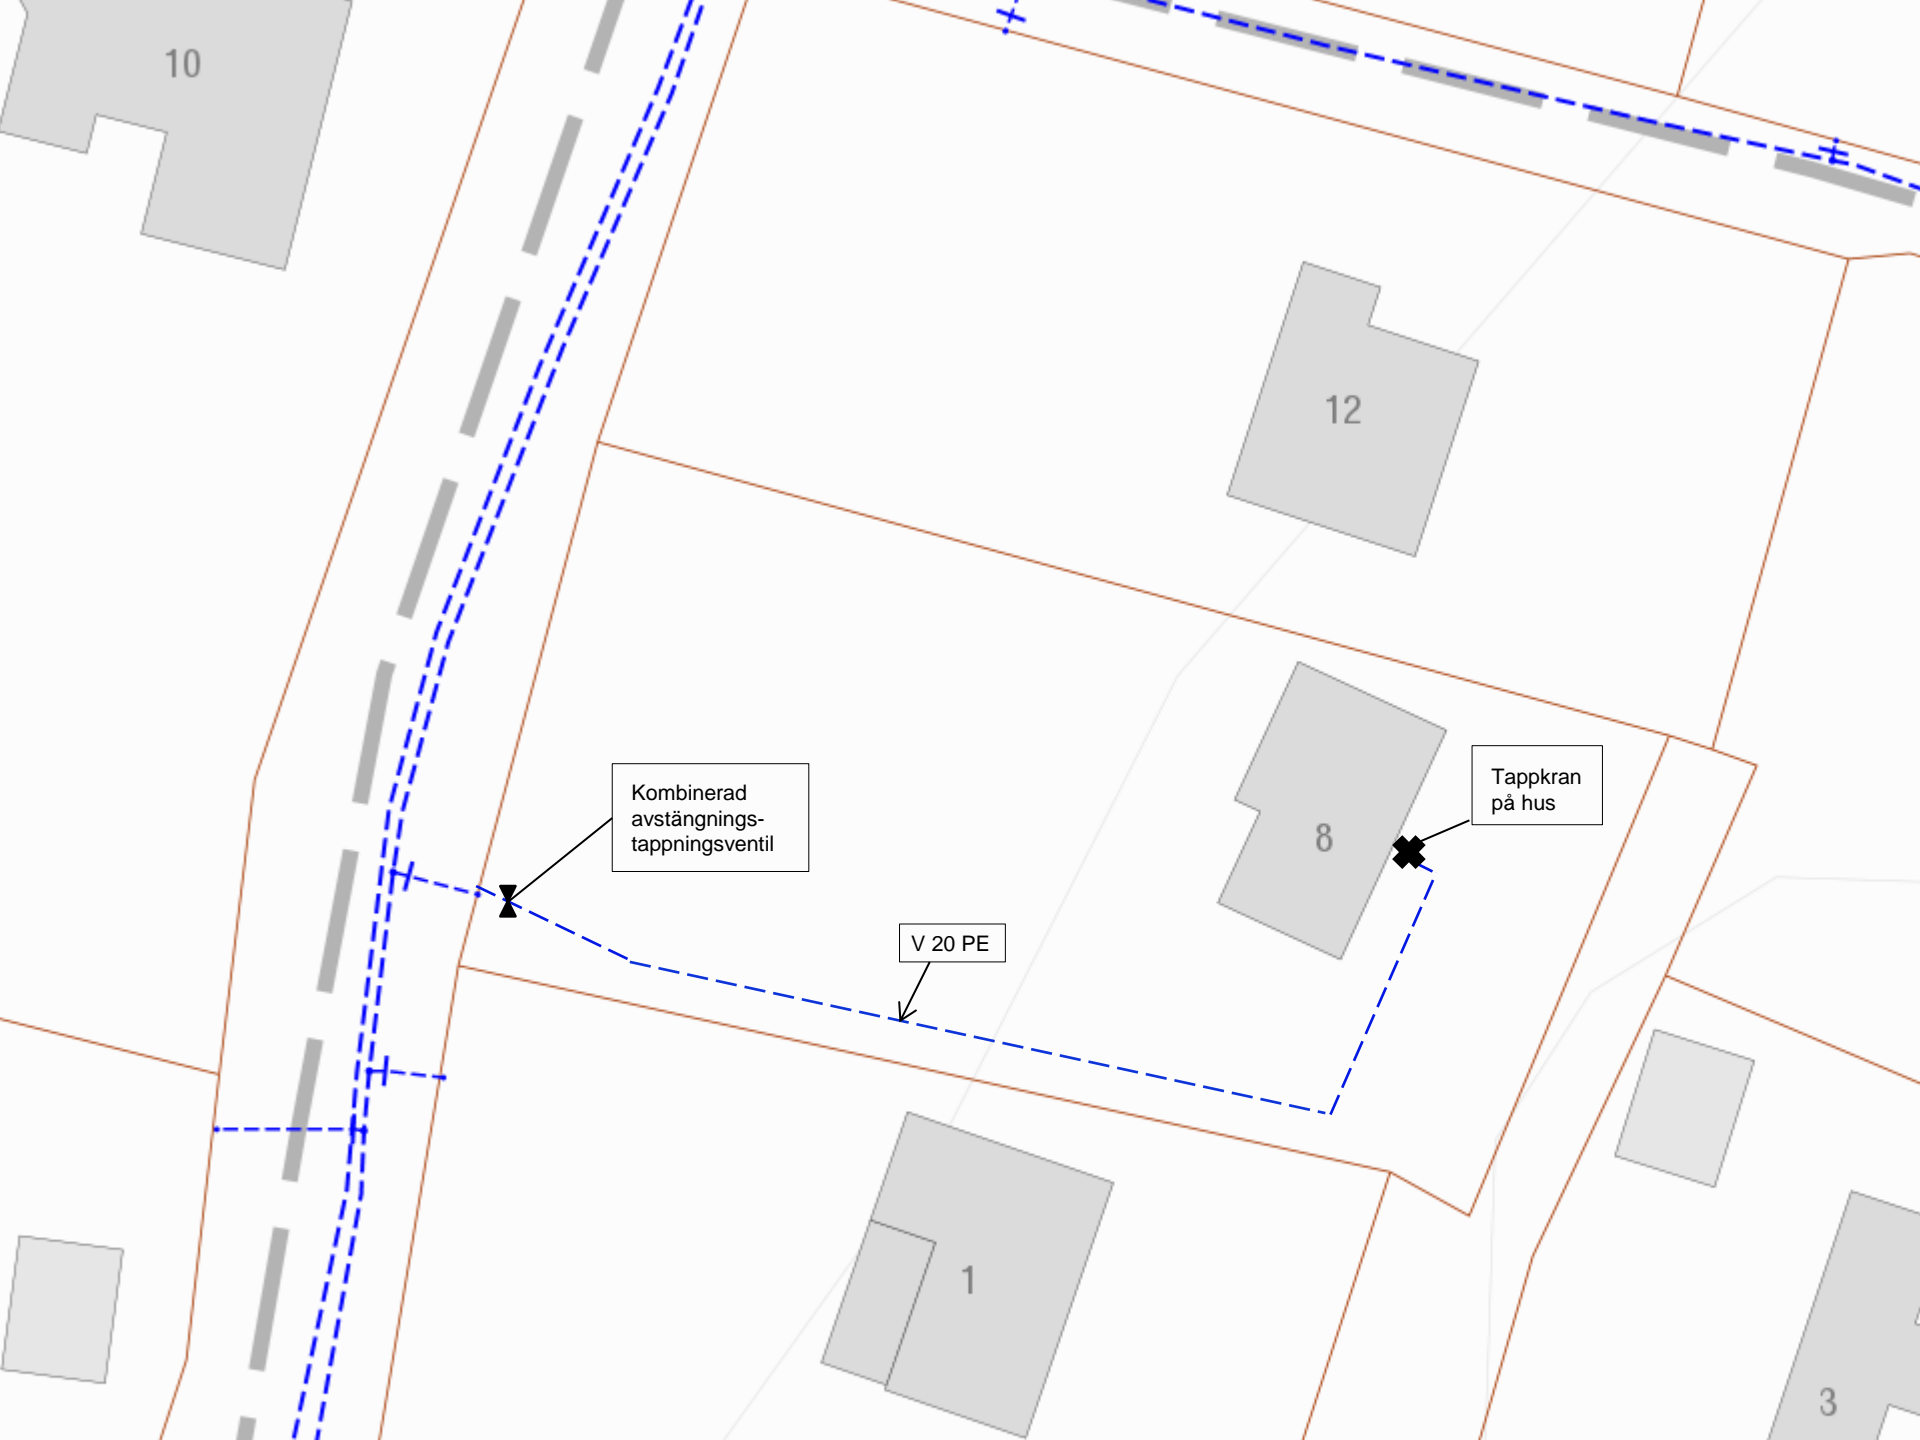 10
12
Kombinerad
avstängnings-
tappningsventil
Tappkran
på hus
8
V 20 PE
1
3